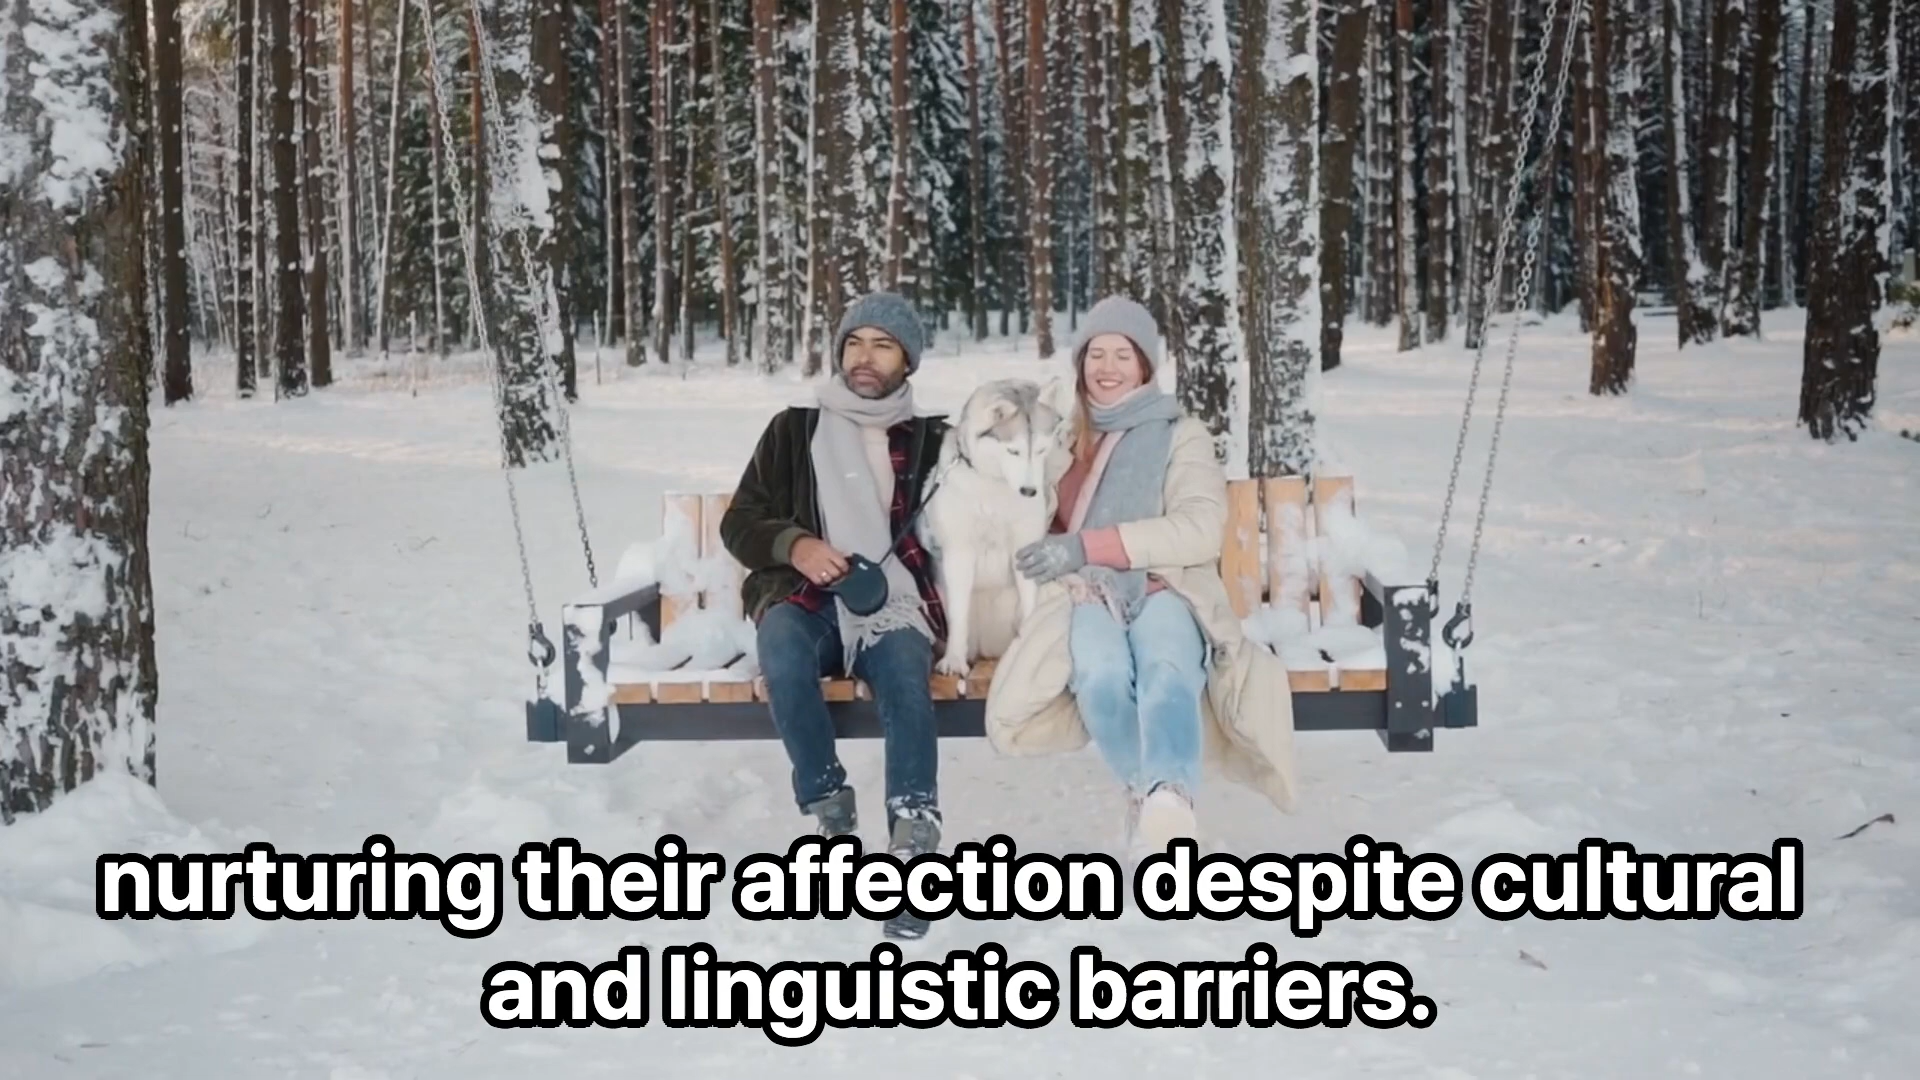 nurturing their affection despite cultural
and linguistic barriers.